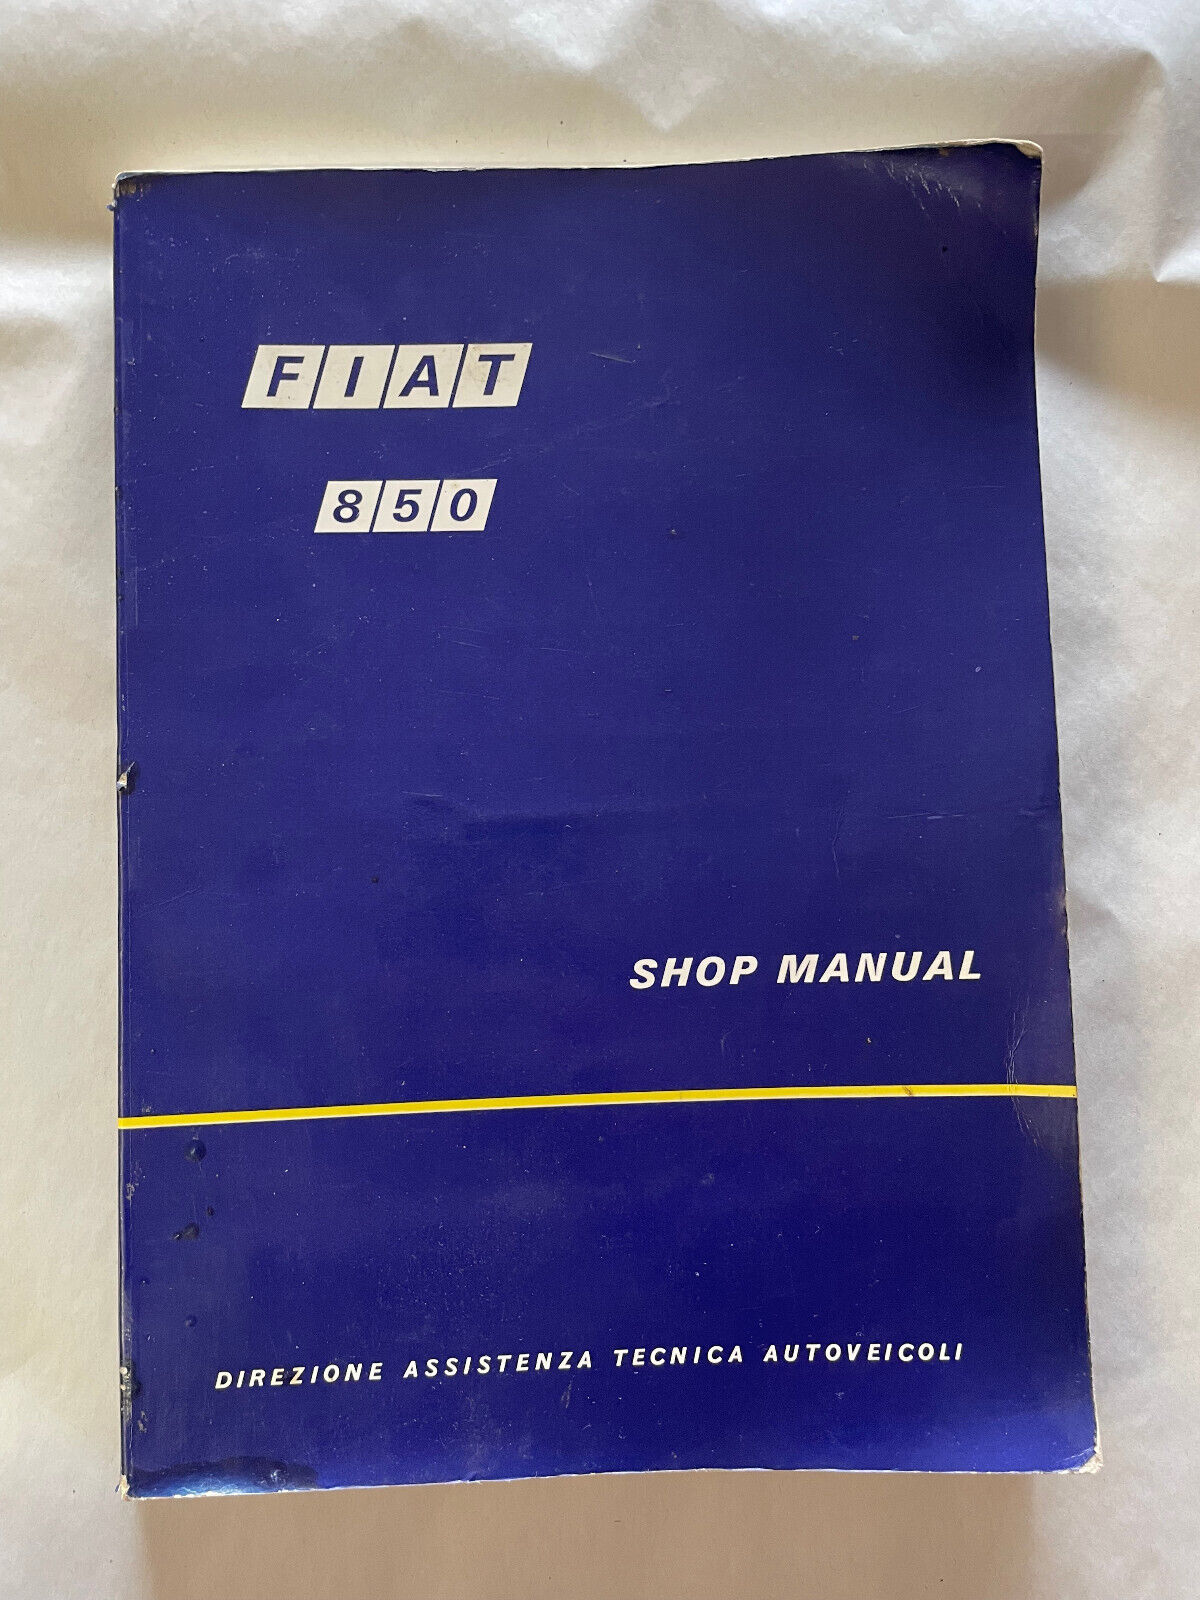 FIAT
850
SHOP MANUAL
DIREZIONE ASSISTENZA TECNICA AUTOVEICOLI